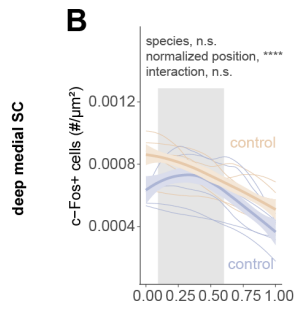 B
species, n.s.
normalized position, ****
interaction, n.s.
deep medial SC
c−Fos+ cells (#/µm²)
0.0012
0.0008
0.0004
control
control
0.00 0.25 0.50 0.75 1.00